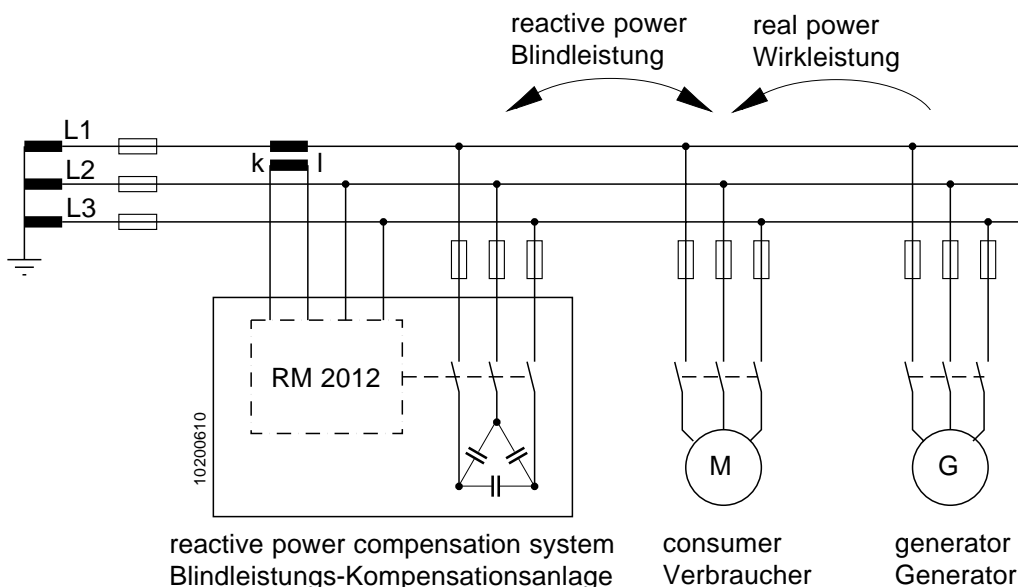 reactive power
Blindleistung
real power
Wirkleistung
L1
k l
L2
L3
RM 2012
10200610
M
G
reactive power compensation system
Blindleistungs-Kompensationsanlage
consumer
Verbraucher
generator
Generator